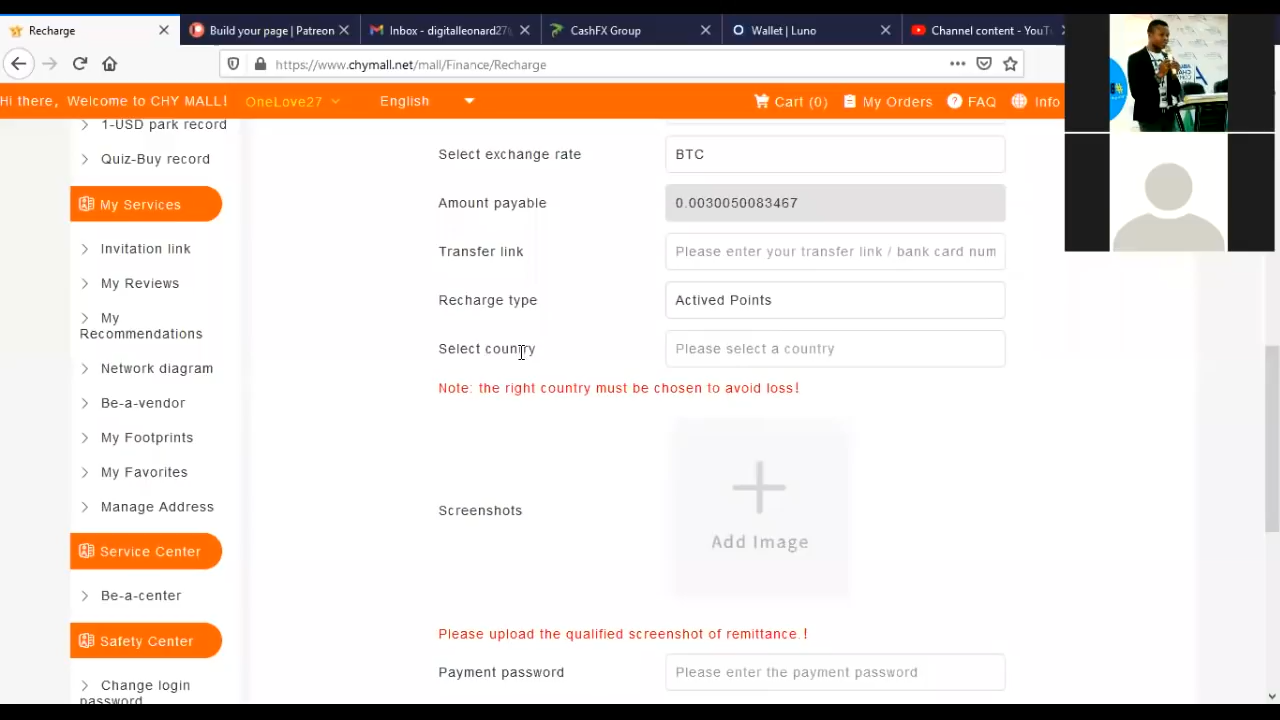 Recharge
Build your page | Patreon
Inbox - digitalleonard270
CashFX Group
Wallet | Luno
Channel content - YouTu
https://www.chymall.net/mall/Finance/Recharge
Hi there, Welcome to CHY MALL!
OneLove27
English
Cart (0)
My Orders
FAQ
Info
1-USD park record
Quiz-Buy record
My Services
Invitation link
My Reviews
My
Recommendations
Network diagram
Be-a-vendor
My Footprints
My Favorites
Manage Address
Service Center
Be-a-center
Safety Center
Change login
password
Select exchange rate
BTC
Amount payable
0.0030050083467
Transfer link
Please enter your transfer link / bank card num
Recharge type
Actived Points
Select country
Please select a country
Note: the right country must be chosen to avoid loss!
Screenshots
Add Image
Please upload the qualified screenshot of remittance.!
Payment password
Please enter the payment password